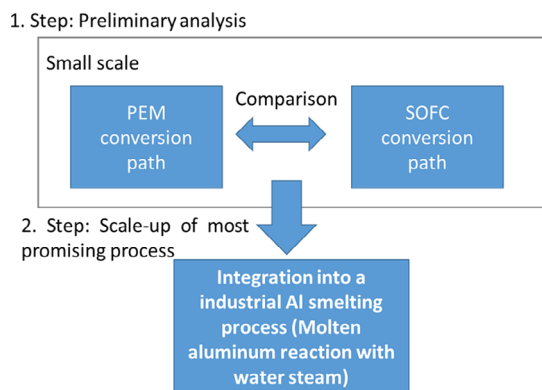 1. Step: Preliminary analysis
Small scale
PEM
conversion
path
Comparison
SOFC
conversion
path
2. Step: Scale-up of most
promising process
Integration into a
industrial Al smelting
process (Molten
aluminum reaction with
water steam)